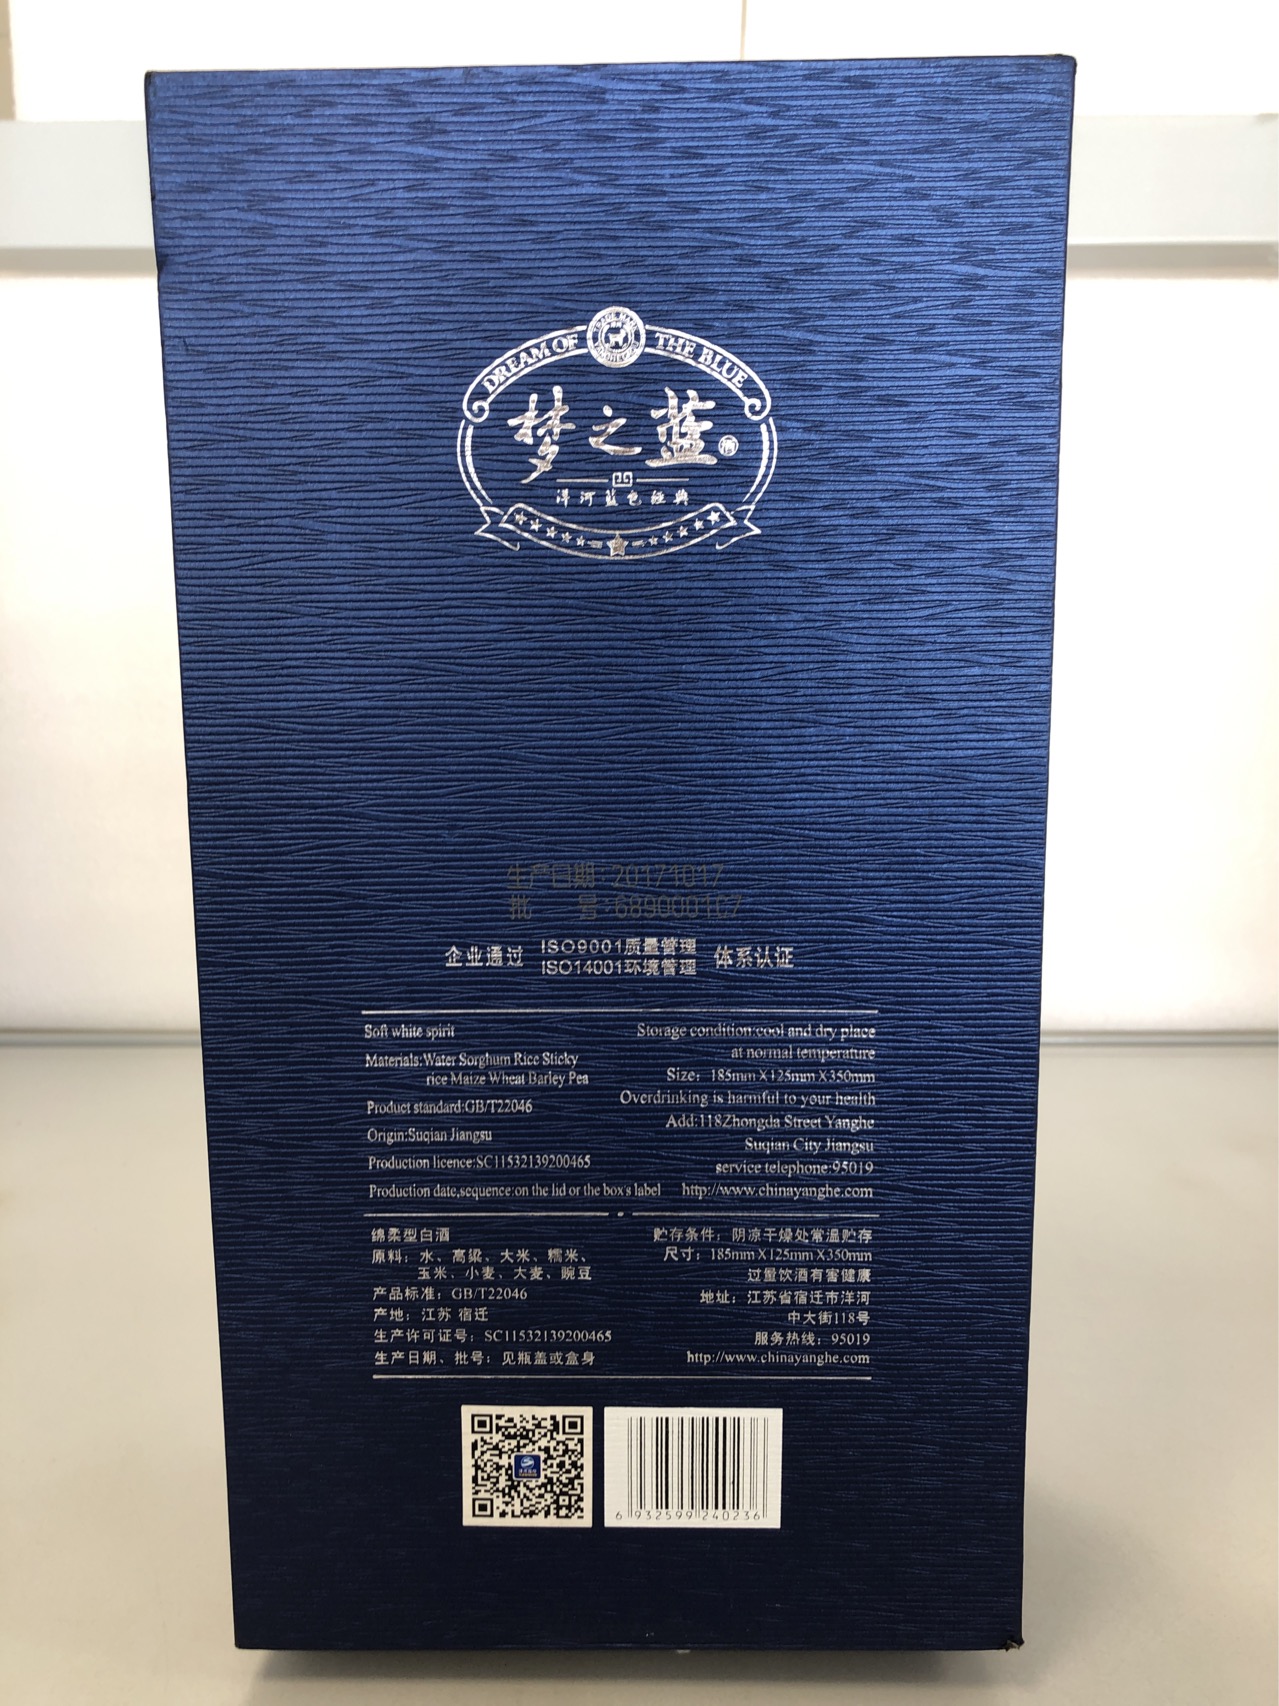 DREAM OF THE BLUE
梦之蓝
酒
洋河蓝色经典
生产日期:20171017
批 号:689000107
企业通过 ISO9001质量管理 体系认证
ISO14001环境管理
Soft white spirit
Materials:Water Sorghum Rice Sticky
rice Maize Wheat Barley Pea
Product standard:GB/T22046
Origin:Suqian Jiangsu
Production licence:SC11532139200465
Production date,sequence:on the lid or the box's label
Storage condition:cool and dry place
at normal temperature
Size: 185mm X125mm X350mm
Overdrinking is harmful to your health
Add:118Zhongda Street Yanghe
Suqian City Jiangsu
service telephone:95019
http://www.chinayanghe.com
绵柔型白酒
原料: 水、高粱、大米、糯米、
玉米、小麦、大麦、豌豆
产品标准: GB/T22046
产地: 江苏 宿迁
生产许可证号: SC11532139200465
生产日期、批号: 见瓶盖或盒身
贮存条件: 阴凉干燥处常温贮存
尺寸: 185mm X125mm X350mm
过量饮酒有害健康
地址: 江苏省宿迁市洋河
中大街118号
服务热线: 95019
http://www.chinayanghe.com
6 932599 240236